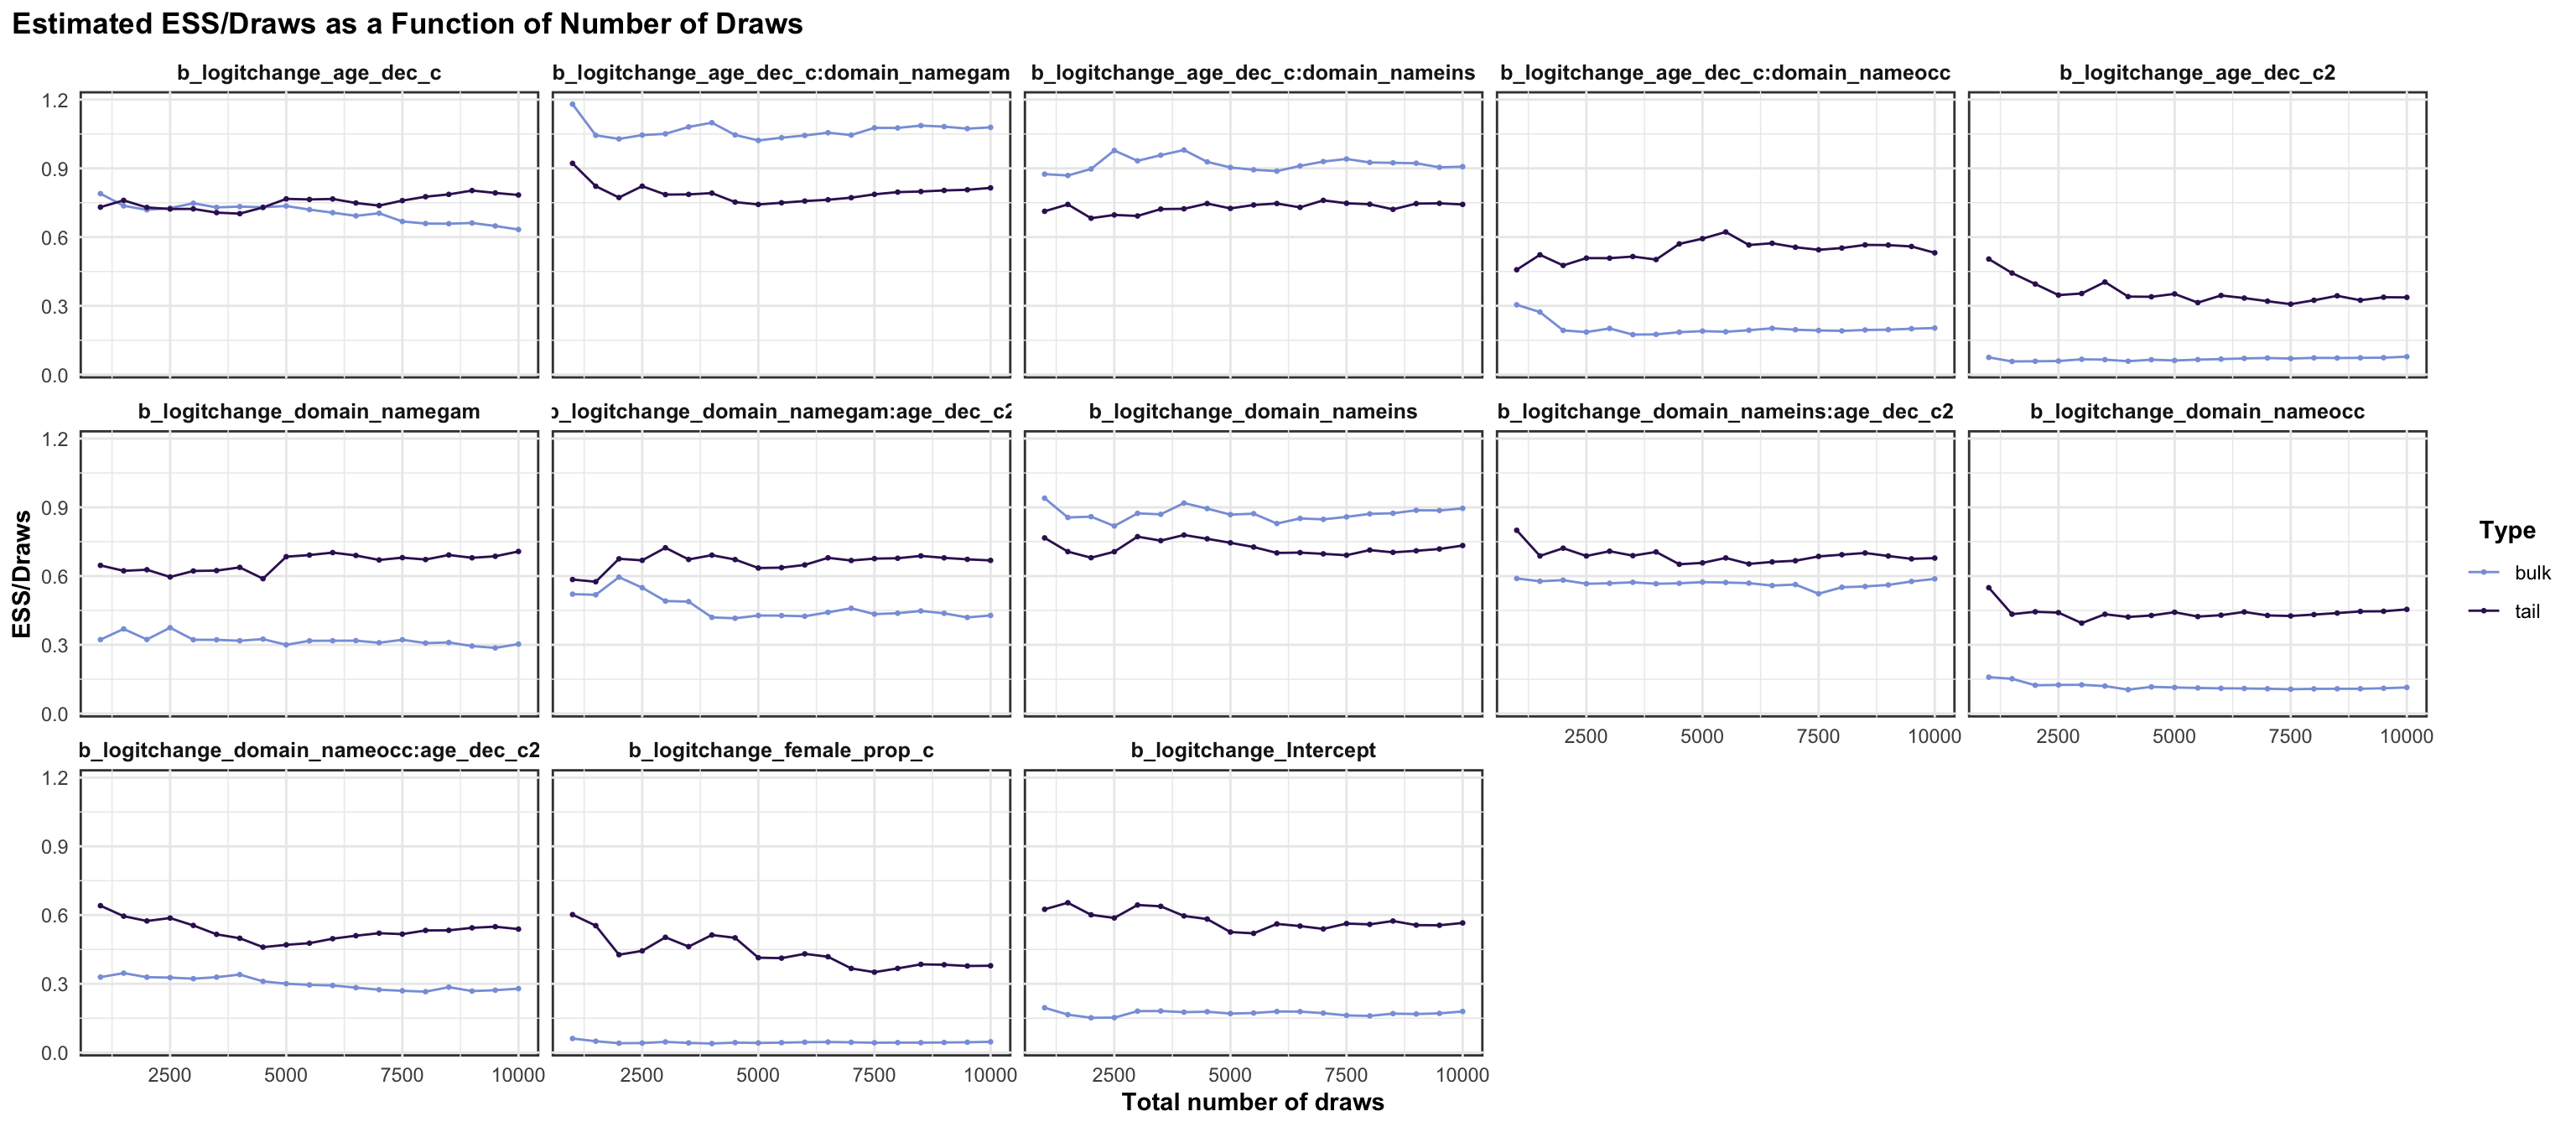 Estimated ESS/Draws as a Function of Number of Draws
b_logitchange_age_dec_c
b_logitchange_age_dec_c:domain_namegam
b_logitchange_age_dec_c:domain_nameins
b_logitchange_age_dec_c:domain_nameocc
b_logitchange_age_dec_c2
1.2
0.9
0.6
0.3
0.0
b_logitchange_domain_namegam
b_logitchange_domain_namegam:age_dec_c2
b_logitchange_domain_nameins
b_logitchange_domain_nameins:age_dec_c2
b_logitchange_domain_nameocc
1.2
0.9
0.6
0.3
0.0
2500 5000 7500 10000
2500 5000 7500 10000
b_logitchange_domain_nameocc:age_dec_c2
b_logitchange_female_prop_c
b_logitchange_Intercept
1.2
0.9
0.6
0.3
0.0
2500 5000 7500 10000
2500 5000 7500 10000
2500 5000 7500 10000
Total number of draws
ESS/Draws
Type
bulk
tail